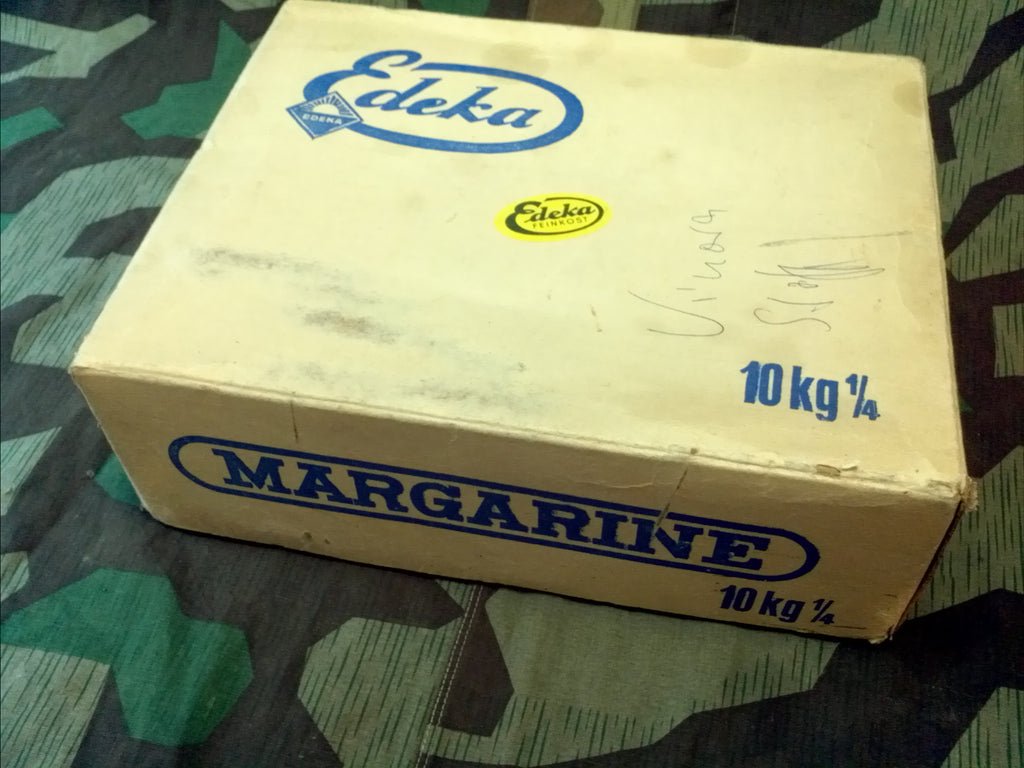 Edeka
EDEKA
Edeka
FEINKOST
10 kg 1/4
MARGARINE
10 kg 1/4